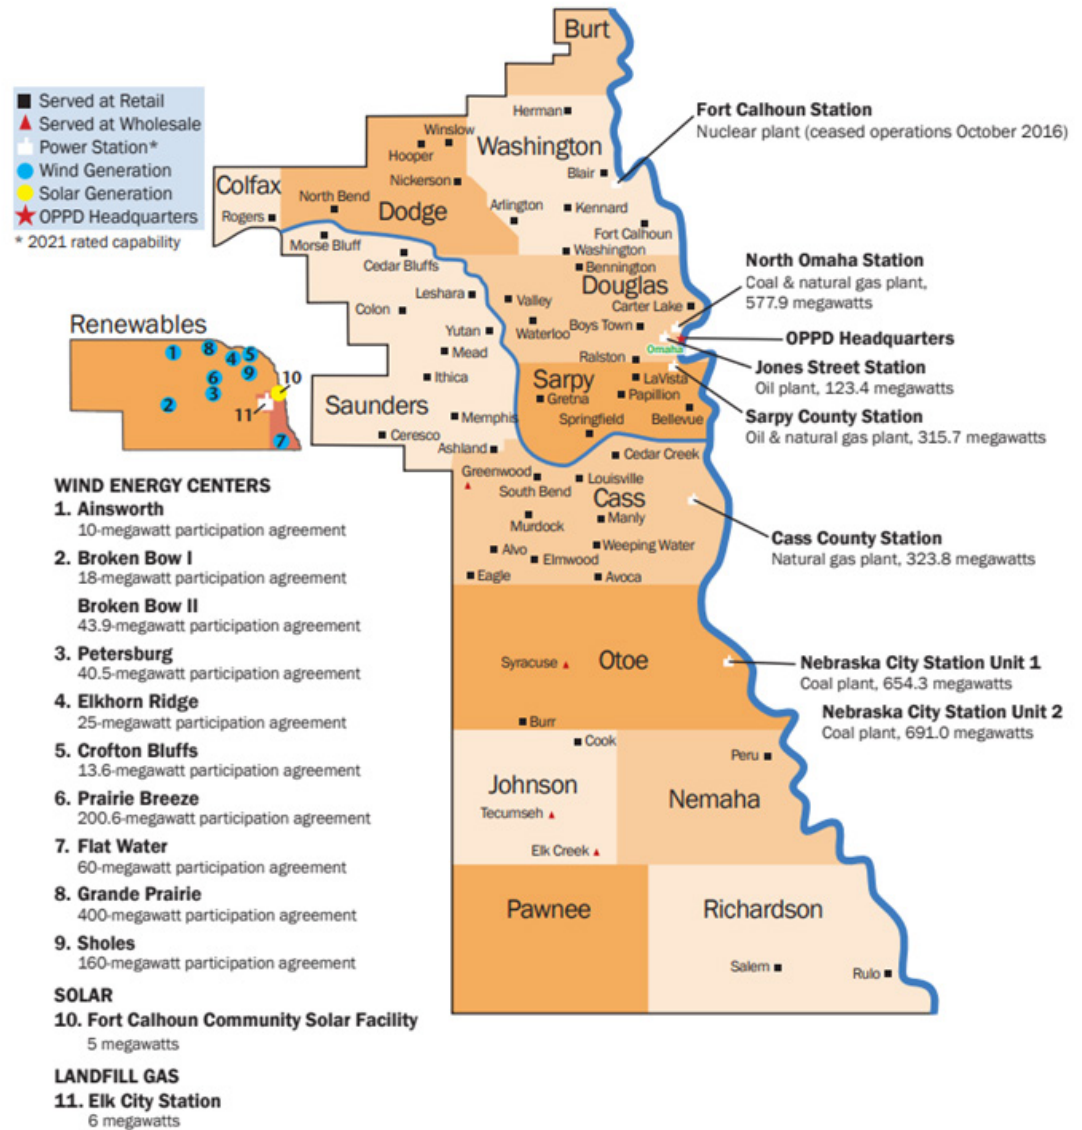 Served at Retail
Served at Wholesale
Power Station*
Wind Generation
Solar Generation
OPPD Headquarters
* 2021 rated capability
Burt
Herman
Washington
Blair
Arlington
Kennard
Fort Calhoun
Washington
Winslow
Hooper
Nickerson
North Bend
Dodge
Colfax
Rogers
Morse Bluff
Cedar Bluffs
Leshara
Colon
Yutan
Mead
Ithica
Saunders
Memphis
Ceresco
Ashland
Bennington
Douglas
Valley
Carter Lake
Waterloo
Boys Town
Omaha
Ralston
Sarpy
LaVista
Gretna
Papillion
Springfield
Bellevue
Cedar Creek
Greenwood
South Bend
Louisville
Cass
Murdock
Manly
Alvo
Weeping Water
Elmwood
Eagle
Avoca
Syracuse
Otoe
Burr
Cook
Johnson
Tecumseh
Elk Creek
Peru
Nemaha
Pawnee
Richardson
Salem
Rulo
Fort Calhoun Station
Nuclear plant (ceased operations October 2016)
North Omaha Station
Coal & natural gas plant,
577.9 megawatts
OPPD Headquarters
Jones Street Station
Oil plant, 123.4 megawatts
Sarpy County Station
Oil & natural gas plant, 315.7 megawatts
Cass County Station
Natural gas plant, 323.8 megawatts
Nebraska City Station Unit 1
Coal plant, 654.3 megawatts
Nebraska City Station Unit 2
Coal plant, 691.0 megawatts
Renewables
1
8
4
5
9
6
3
2
10
11
7
WIND ENERGY CENTERS
1. Ainsworth
10-megawatt participation agreement
2. Broken Bow I
18-megawatt participation agreement
Broken Bow II
43.9-megawatt participation agreement
3. Petersburg
40.5-megawatt participation agreement
4. Elkhorn Ridge
25-megawatt participation agreement
5. Crofton Bluffs
13.6-megawatt participation agreement
6. Prairie Breeze
200.6-megawatt participation agreement
7. Flat Water
60-megawatt participation agreement
8. Grande Prairie
400-megawatt participation agreement
9. Sholes
160-megawatt participation agreement
SOLAR
10. Fort Calhoun Community Solar Facility
5 megawatts
LANDFILL GAS
11. Elk City Station
6 megawatts